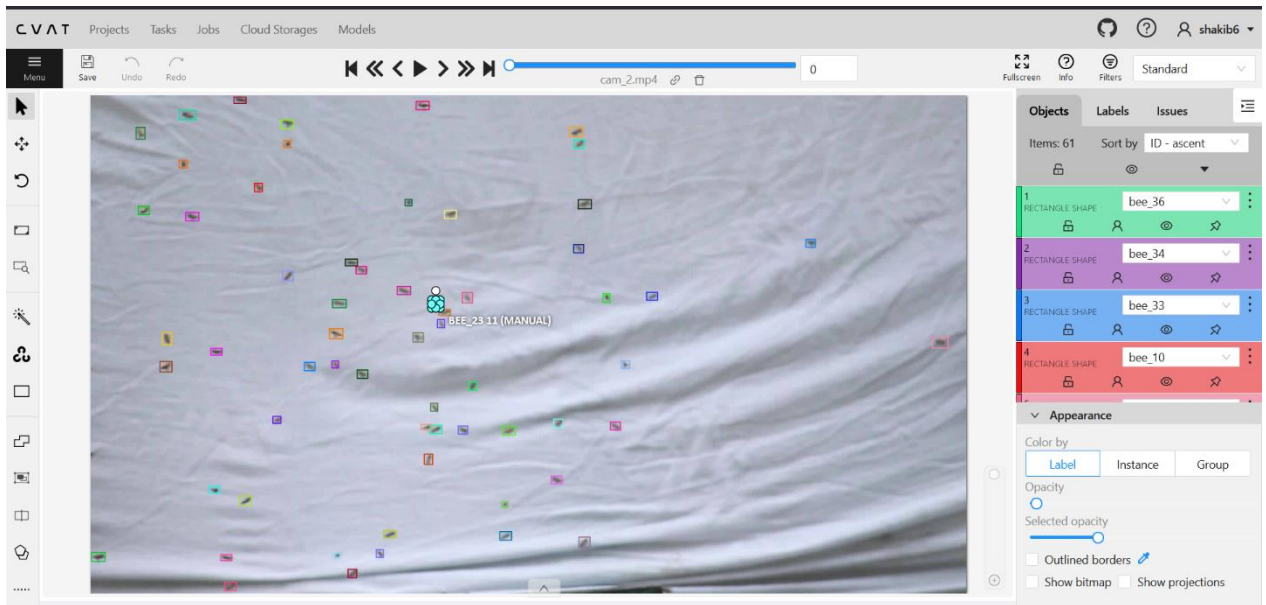 CVAT Projects Tasks Jobs Cloud Storages Models shakib6
Menu Save Undo Redo 0 Fullscreen Info Filters Standard
cam_2.mp4
Objects Labels Issues
Items: 61 Sort by ID - ascent
1 bee_36
RECTANGLE SHAPE
2 bee_34
RECTANGLE SHAPE
3 bee_33
RECTANGLE SHAPE
4 bee_10
RECTANGLE SHAPE
BEE_23 11 (MANUAL)
Appearance
Color by
Label Instance Group
Opacity
Selected opacity
Outlined borders
Show bitmap Show projections